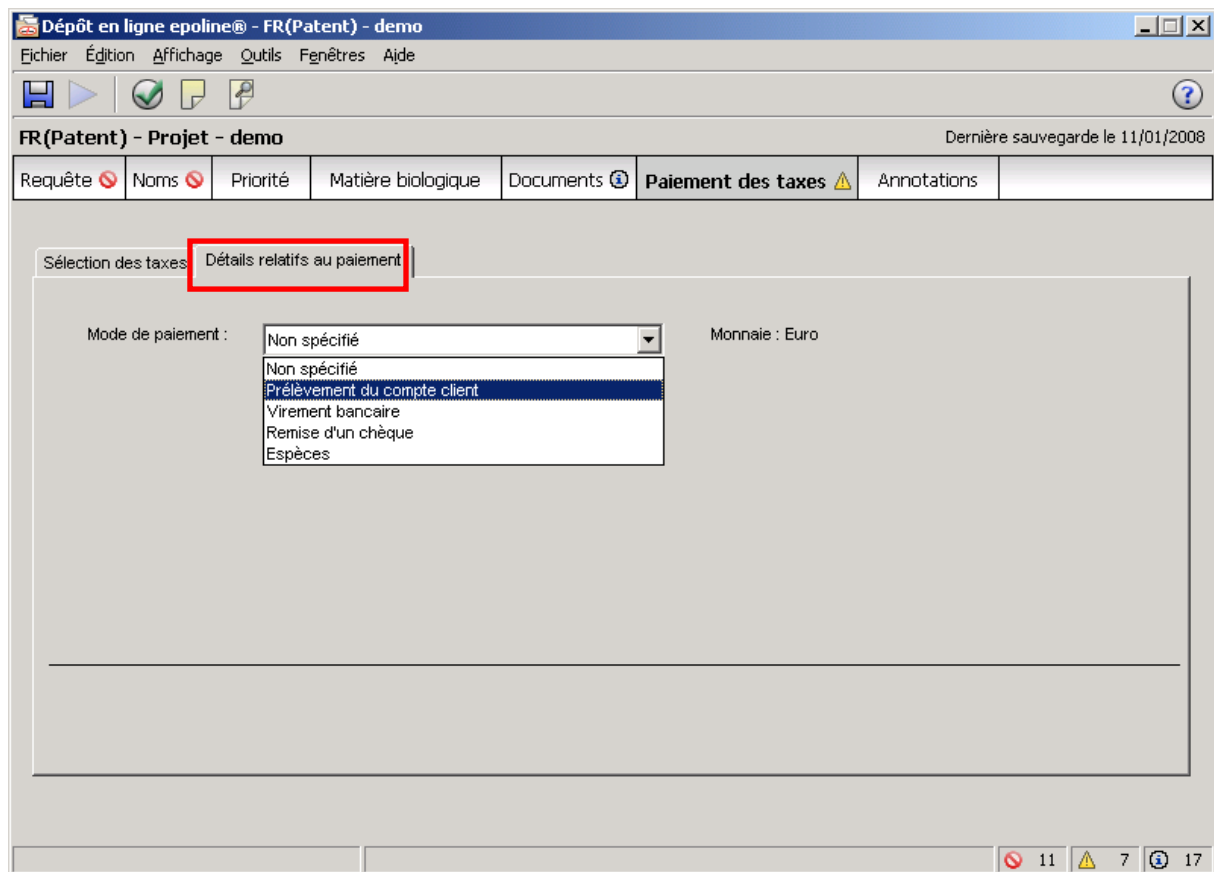 Dépôt en ligne epoline® - FR(Patent) - demo
Fichier Édition Affichage Outils Fenêtres Aide
FR(Patent) - Projet - demo Dernière sauvegarde le 11/01/2008
Requête Noms Priorité Matière biologique Documents Paiement des taxes Annotations
Sélection des taxes Détails relatifs au paiement
Mode de paiement : Non spécifié Monnaie : Euro
Non spécifié
Prélèvement du compte client
Virement bancaire
Remise d'un chèque
Espèces
11 7 17